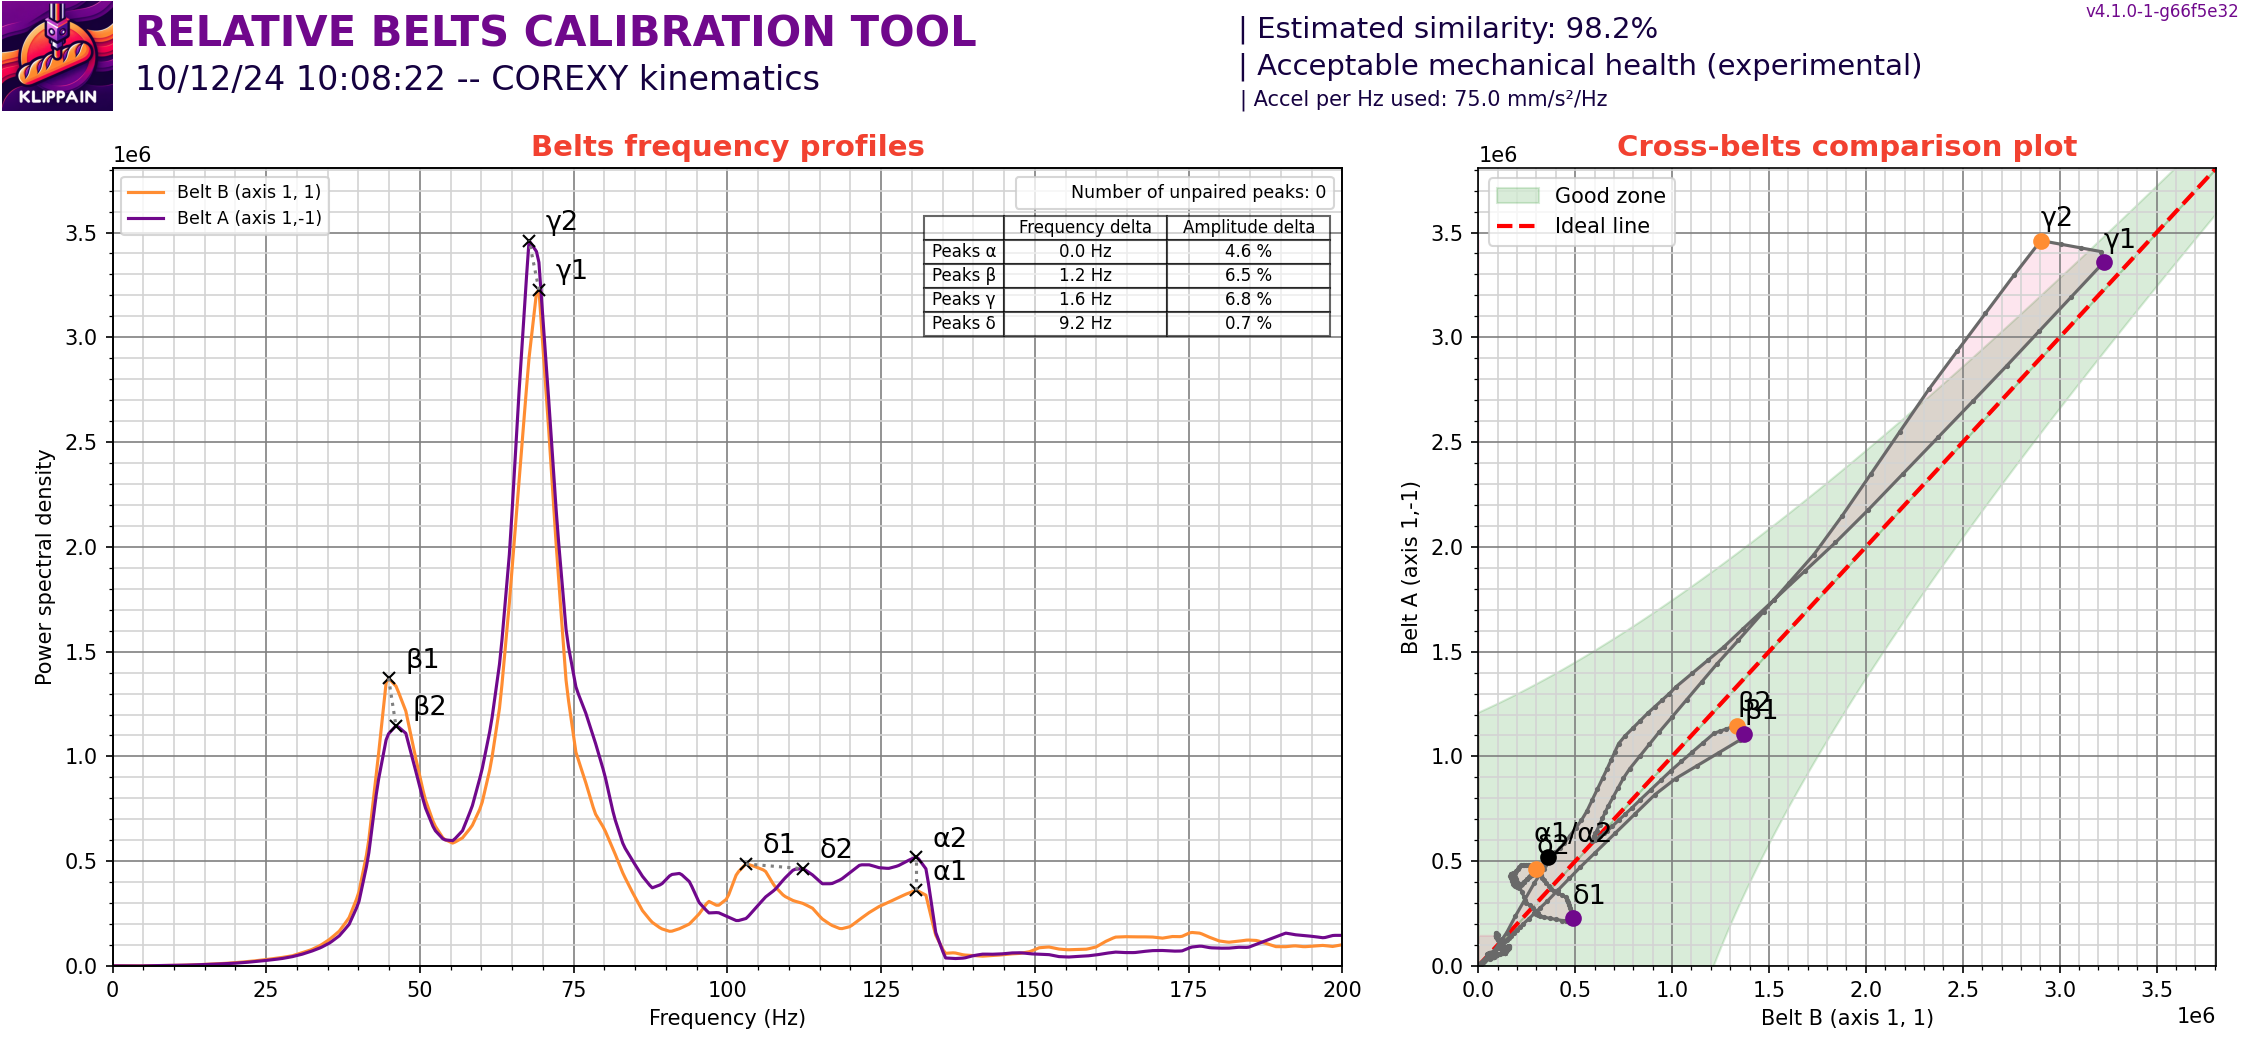 KLIPPAIN
RELATIVE BELTS CALIBRATION TOOL
10/12/24 10:08:22 -- COREXY kinematics
| Estimated similarity: 98.2%
| Acceptable mechanical health (experimental)
| Accel per Hz used: 75.0 mm/s²/Hz
v4.1.0-1-g66f5e32
Belts frequency profiles
1e6
Belt B (axis 1, 1)
Belt A (axis 1,-1)
Number of unpaired peaks: 0
Frequency delta Amplitude delta
Peaks α 0.0 Hz 4.6 %
Peaks β 1.2 Hz 6.5 %
Peaks γ 1.6 Hz 6.8 %
Peaks δ 9.2 Hz 0.7 %
γ2
γ1
β1
β2
δ1
δ2
α2
α1
Power spectral density
3.5
3.0
2.5
2.0
1.5
1.0
0.5
0.0
0 25 50 75 100 125 150 175 200
Frequency (Hz)
Cross-belts comparison plot
1e6
Good zone
Ideal line
γ2
γ1
β2
β1
α1/α2
δ2
δ1
Belt A (axis 1,-1)
3.5
3.0
2.5
2.0
1.5
1.0
0.5
0.0
0.0 0.5 1.0 1.5 2.0 2.5 3.0 3.5
Belt B (axis 1, 1)
1e6